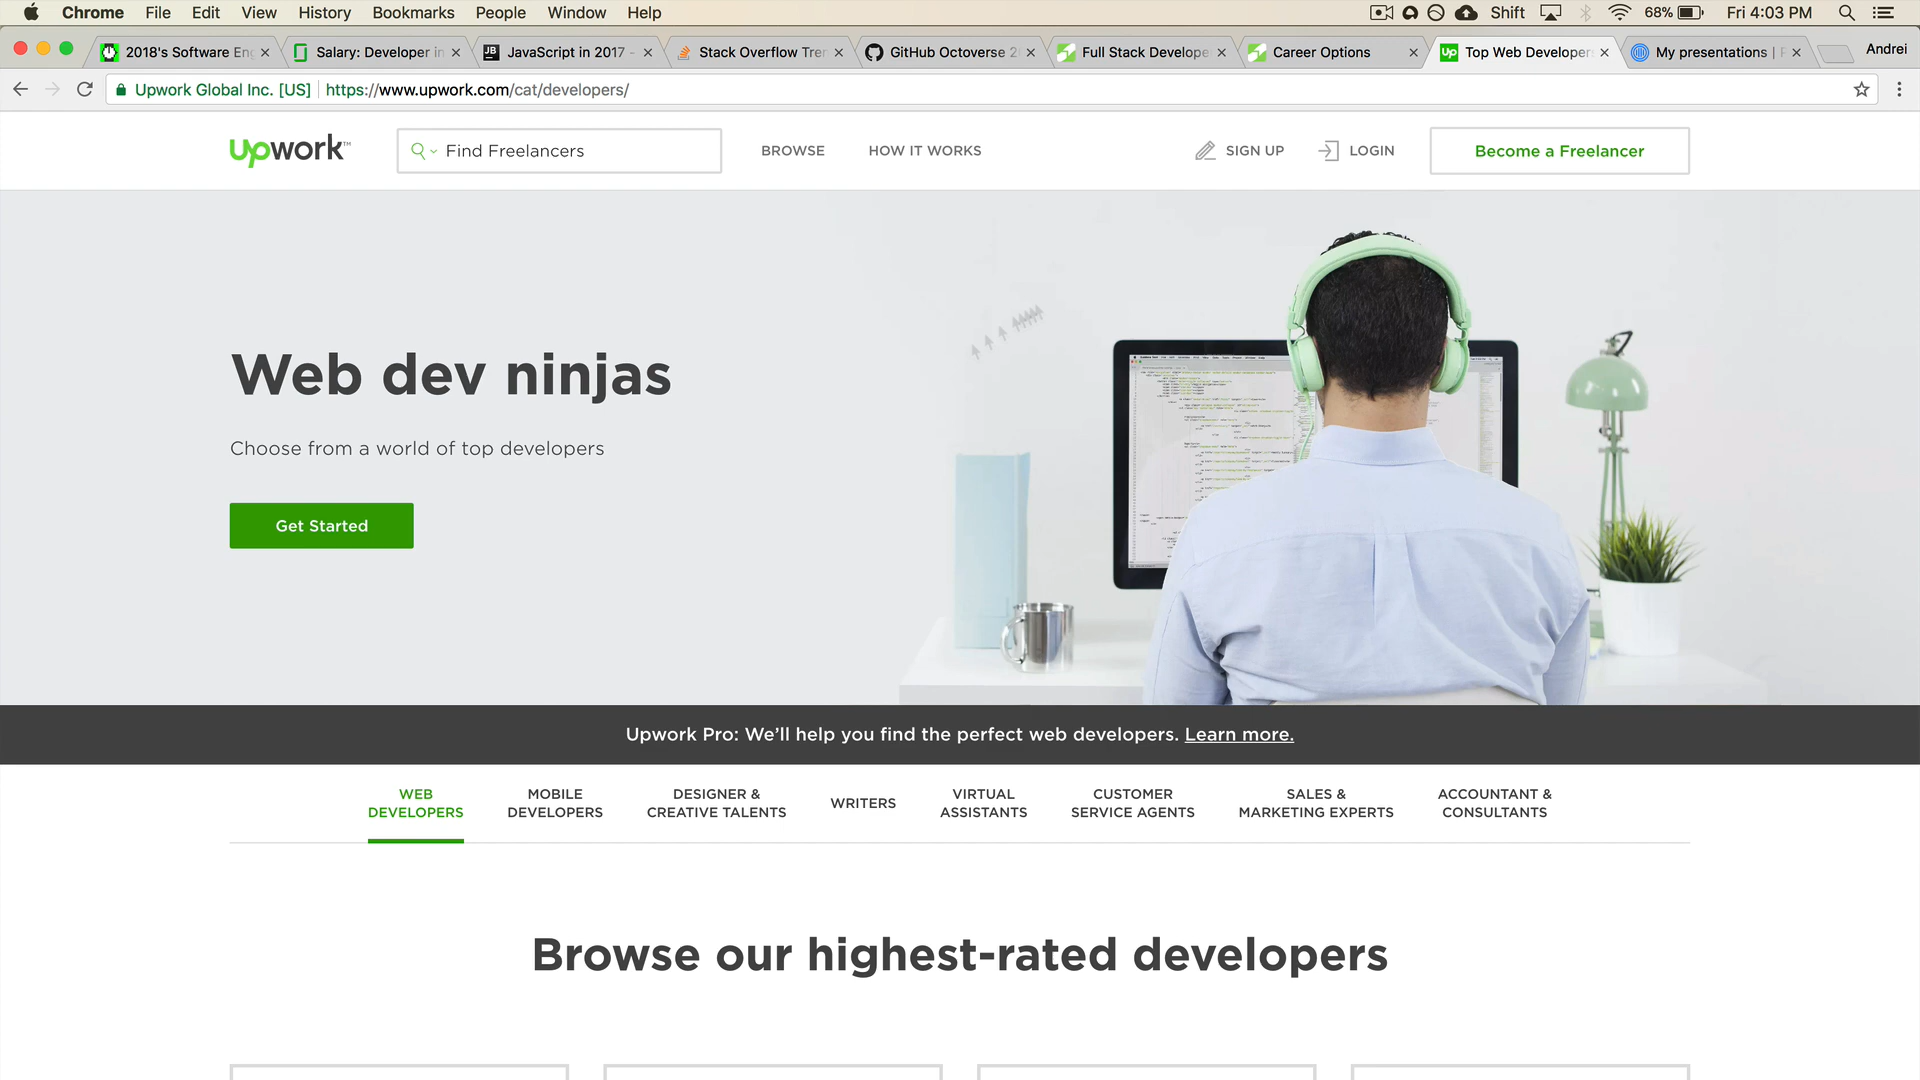 Chrome File Edit View History Bookmarks People Window Help Shift 68% Fri 4:03 PM
2018's Software En Salary: Developer in JavaScript in 2017 - Stack Overflow Tren GitHub Octoverse 2 Full Stack Develope Career Options Top Web Developer My presentations | P Andrei
Upwork Global Inc. [US] https://www.upwork.com/cat/developers/
upwork™ Find Freelancers BROWSE HOW IT WORKS SIGN UP LOGIN Become a Freelancer
Web dev ninjas
Choose from a world of top developers
Get Started
Upwork Pro: We’ll help you find the perfect web developers. Learn more.
WEB
DEVELOPERS
MOBILE
DEVELOPERS
DESIGNER &
CREATIVE TALENTS
WRITERS
VIRTUAL
ASSISTANTS
CUSTOMER
SERVICE AGENTS
SALES &
MARKETING EXPERTS
ACCOUNTANT &
CONSULTANTS
Browse our highest-rated developers